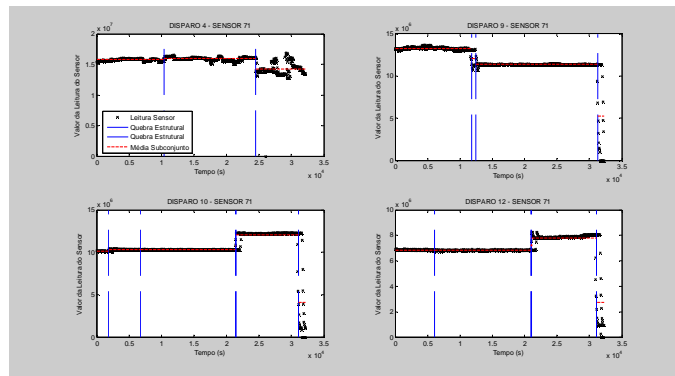 DISPARO 4 - SENSOR 71
x 10^7
Valor da Leitura do Sensor
2
1.5
1
0.5
0
Leitura Sensor
Quebra Estrutural
Quebra Estrutural
Média Subconjunto
0 0.5 1 1.5 2 2.5 3 3.5
Tempo (s)
x 10^4
DISPARO 9 - SENSOR 71
x 10^6
Valor da Leitura do Sensor
15
10
5
0
0 0.5 1 1.5 2 2.5 3 3.5
Tempo (s)
x 10^4
DISPARO 10 - SENSOR 71
x 10^6
Valor da Leitura do Sensor
15
10
5
0
0 0.5 1 1.5 2 2.5 3 3.5
Tempo (s)
x 10^4
DISPARO 12 - SENSOR 71
x 10^6
Valor da Leitura do Sensor
10
8
6
4
2
0
0 0.5 1 1.5 2 2.5 3 3.5
Tempo (s)
x 10^4